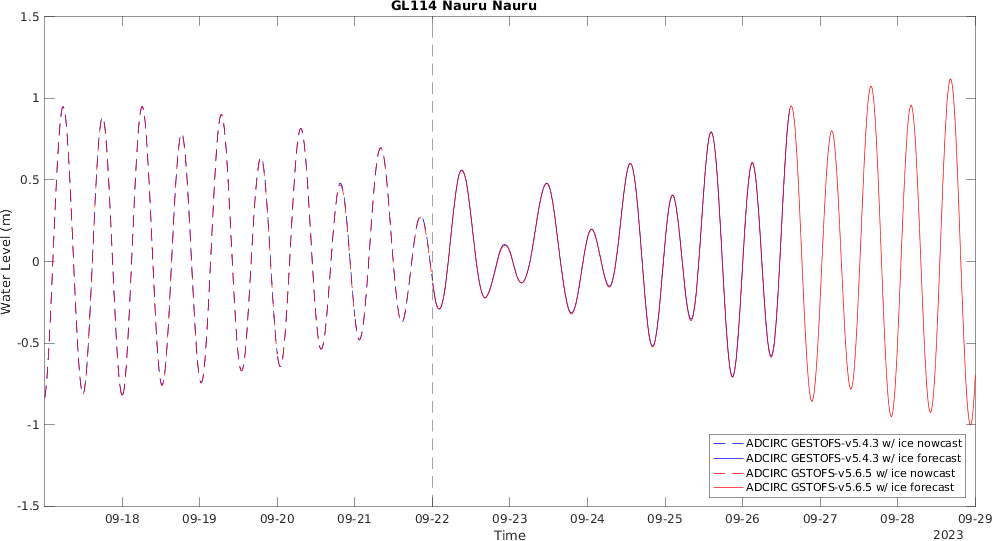 GL114 Nauru Nauru
1.5
1
0.5
0
-0.5
-1
-1.5
Water Level (m)
ADCIRC GESTOFS-v5.4.3 w/ ice nowcast
ADCIRC GESTOFS-v5.4.3 w/ ice forecast
ADCIRC GSTOFS-v5.6.5 w/ ice nowcast
ADCIRC GSTOFS-v5.6.5 w/ ice forecast
09-18 09-19 09-20 09-21 09-22 09-23 09-24 09-25 09-26 09-27 09-28 09-29
Time
2023